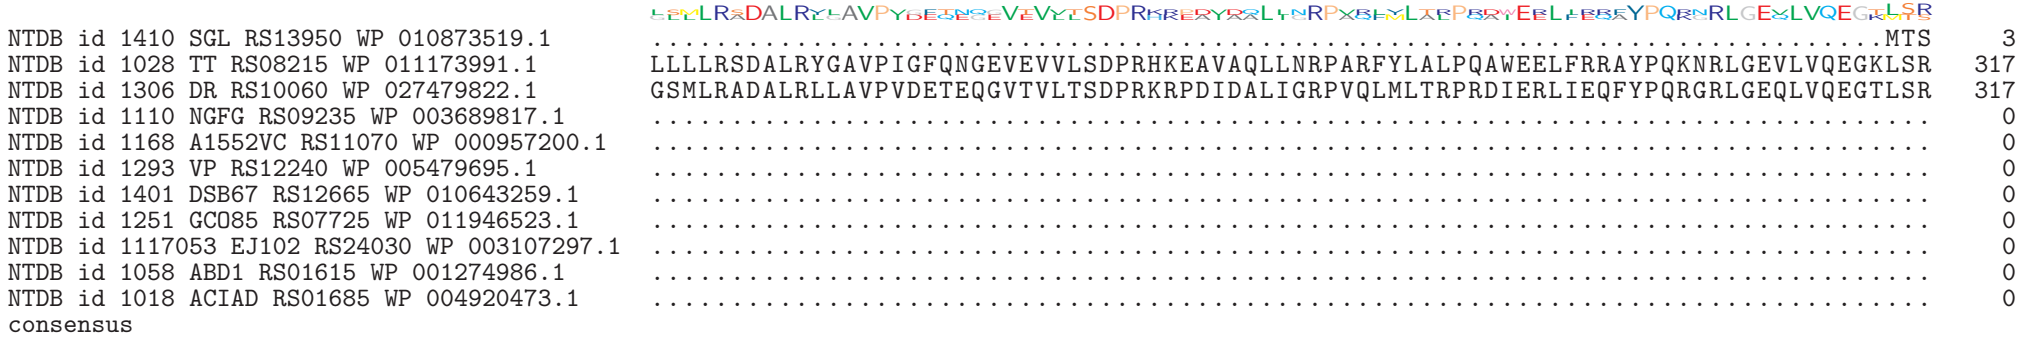 NTDB id 1410 SGL RS13950 WP 010873519.1 ................................................................................MTS 3
NTDB id 1028 TT RS08215 WP 011173991.1 LLLLRSDALRYGAVPIGFQNGEVEVVLSDPRHKEAVAQLLNRPARFYLALPQAWEELFRRAYPQKNRLGEVLVQEGKLSR 317
NTDB id 1306 DR RS10060 WP 027479822.1 GSMLRADALRLLAVPVDETEQGVTVLTSDPRKRPDIDALIGRPVQLMLTRPRDIERLIEQFYPQRGRLGEQLVQEGTLSR 317
NTDB id 1110 NGFG RS09235 WP 003689817.1 ................................................................................ 0
NTDB id 1168 A1552VC RS11070 WP 000957200.1 ................................................................................ 0
NTDB id 1293 VP RS12240 WP 005479695.1 ................................................................................ 0
NTDB id 1401 DSB67 RS12665 WP 010643259.1 ................................................................................ 0
NTDB id 1251 GCO85 RS07725 WP 011946523.1 ................................................................................ 0
NTDB id 1117053 EJ102 RS24030 WP 003107297.1 ................................................................................ 0
NTDB id 1058 ABD1 RS01615 WP 001274986.1 ................................................................................ 0
NTDB id 1018 ACIAD RS01685 WP 004920473.1 ................................................................................ 0
consensus